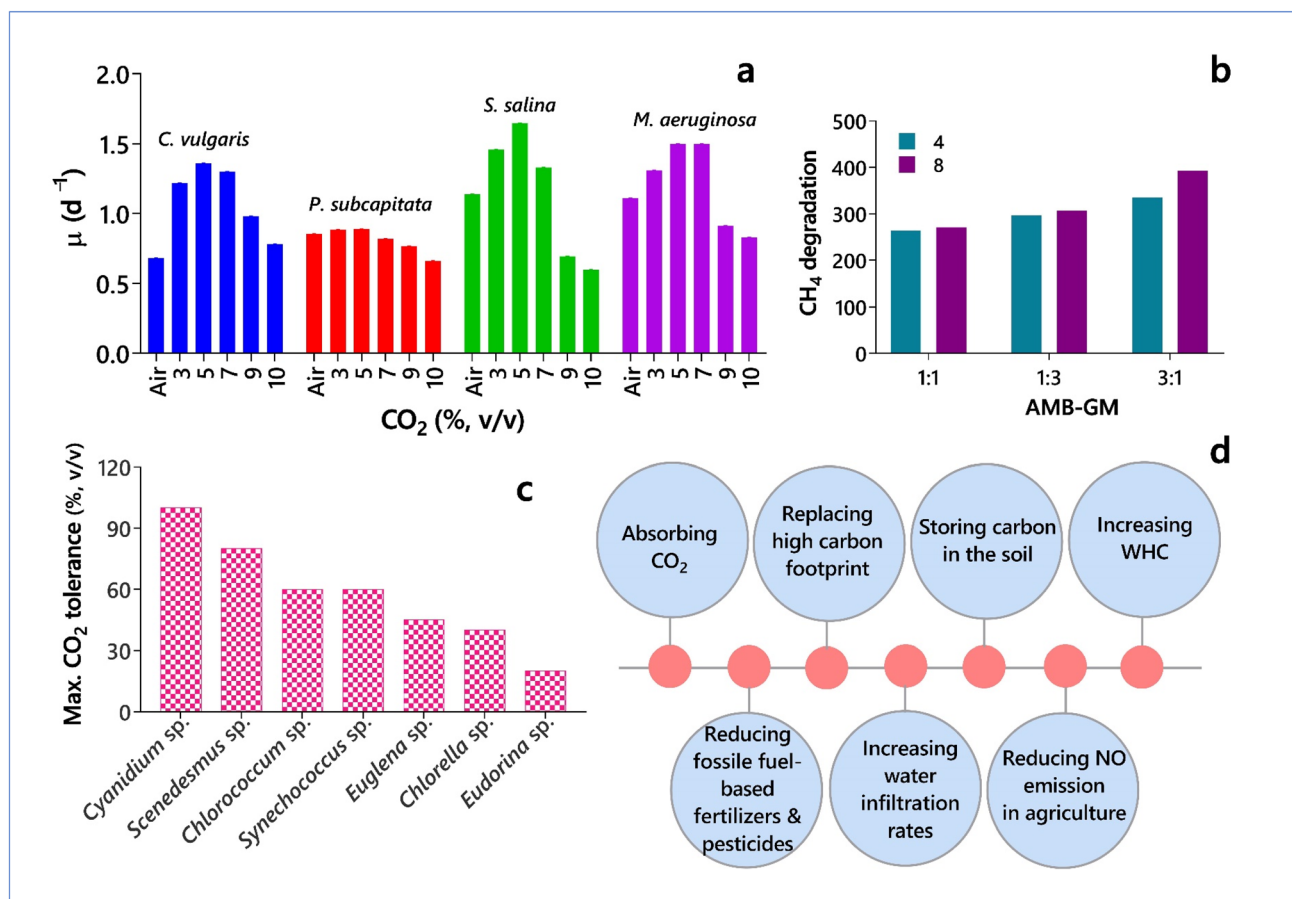 a
2.0
1.5
1.0
0.5
0.0
μ (d ⁻¹)
C. vulgaris
P. subcapitata
S. salina
M. aeruginosa
Air 3 5 7 9 10 Air 3 5 7 9 10 Air 3 5 7 9 10 Air 3 5 7 9 10
CO₂ (%, v/v)
b
500
400
300
200
100
0
CH₄ degradation
4
8
1:1 1:3 3:1
AMB-GM
c
120
90
60
30
0
Max. CO₂ tolerance (%, v/v)
Cyanidium sp.
Scenedesmus sp.
Chlorococcum sp.
Synechococcus sp.
Euglena sp.
Chlorella sp.
Eudorina sp.
d
Absorbing
CO₂
Replacing
high carbon
footprint
Storing carbon
in the soil
Increasing
WHC
Reducing
fossile fuel-
based
fertilizers &
pesticides
Increasing
water
infiltration
rates
Reducing NO
emission
in agriculture